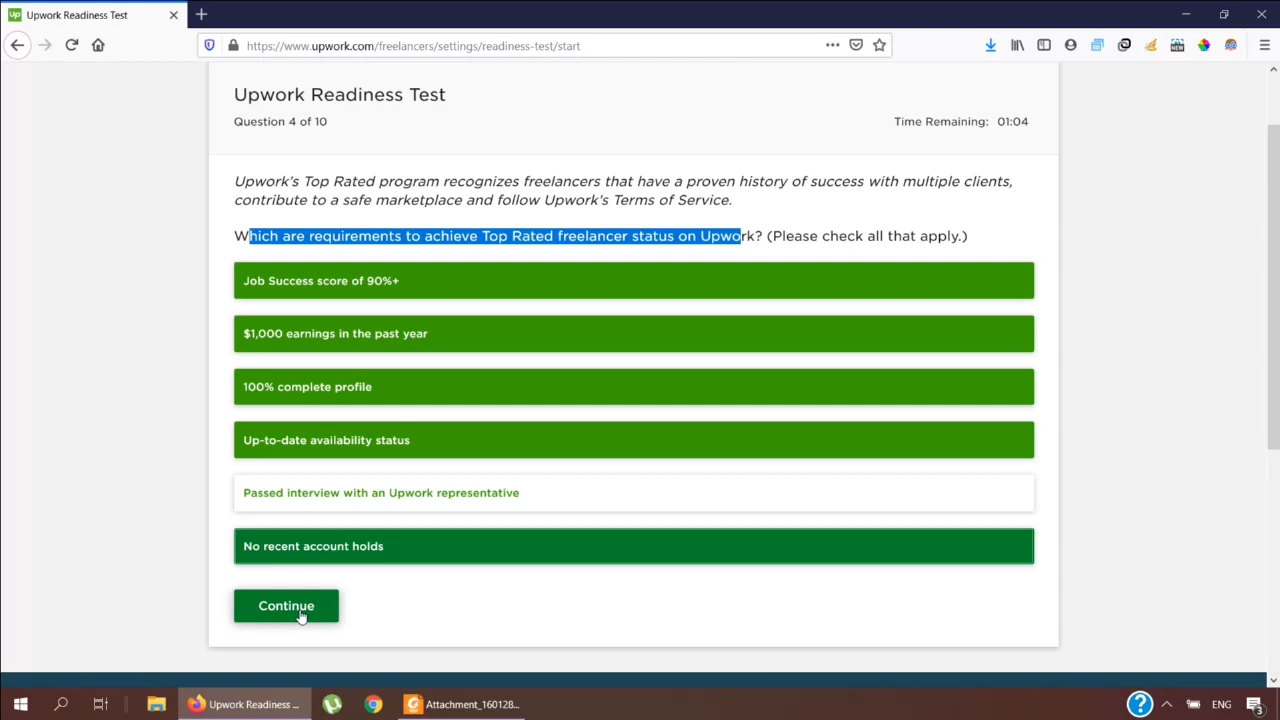 Up Upwork Readiness Test
https://www.upwork.com/freelancers/settings/readiness-test/start
Upwork Readiness Test
Question 4 of 10
Time Remaining: 01:04
Upwork's Top Rated program recognizes freelancers that have a proven history of success with multiple clients,
contribute to a safe marketplace and follow Upwork's Terms of Service.
Which are requirements to achieve Top Rated freelancer status on Upwork? (Please check all that apply.)
Job Success score of 90%+
$1,000 earnings in the past year
100% complete profile
Up-to-date availability status
Passed interview with an Upwork representative
No recent account holds
Continue
Upwork Readiness ...
Attachment_160128...
ENG
3